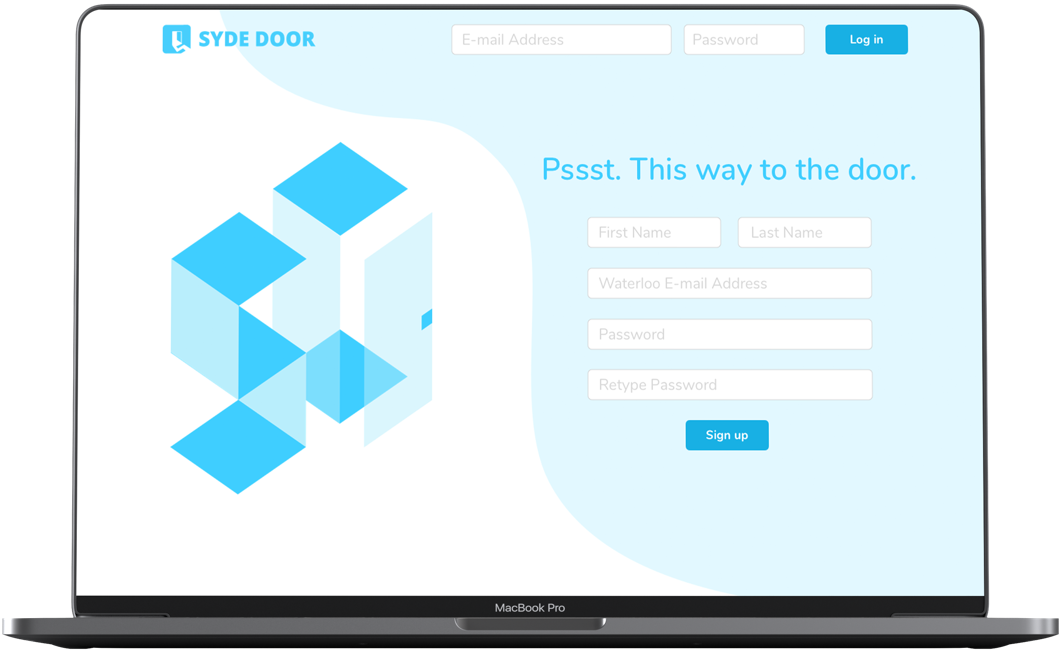 SYDE DOOR
E-mail Address
Password
Log in
Pssst. This way to the door.
First Name
Last Name
Waterloo E-mail Address
Password
Retype Password
Sign up
MacBook Pro